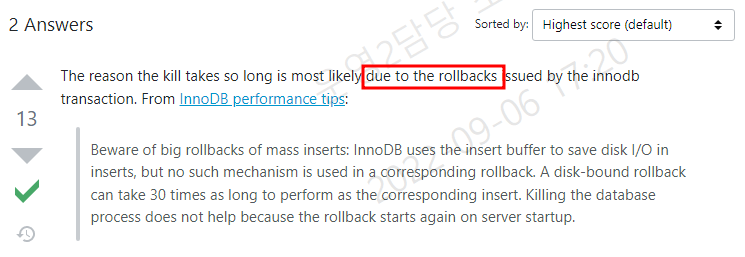 2 Answers
Sorted by: Highest score (default)
The reason the kill takes so long is most likely due to the rollbacks issued by the innodb
transaction. From InnoDB performance tips:
13
Beware of big rollbacks of mass inserts: InnoDB uses the insert buffer to save disk I/O in
inserts, but no such mechanism is used in a corresponding rollback. A disk-bound rollback
can take 30 times as long to perform as the corresponding insert. Killing the database
process does not help because the rollback starts again on server startup.
2022-09-06 17:20